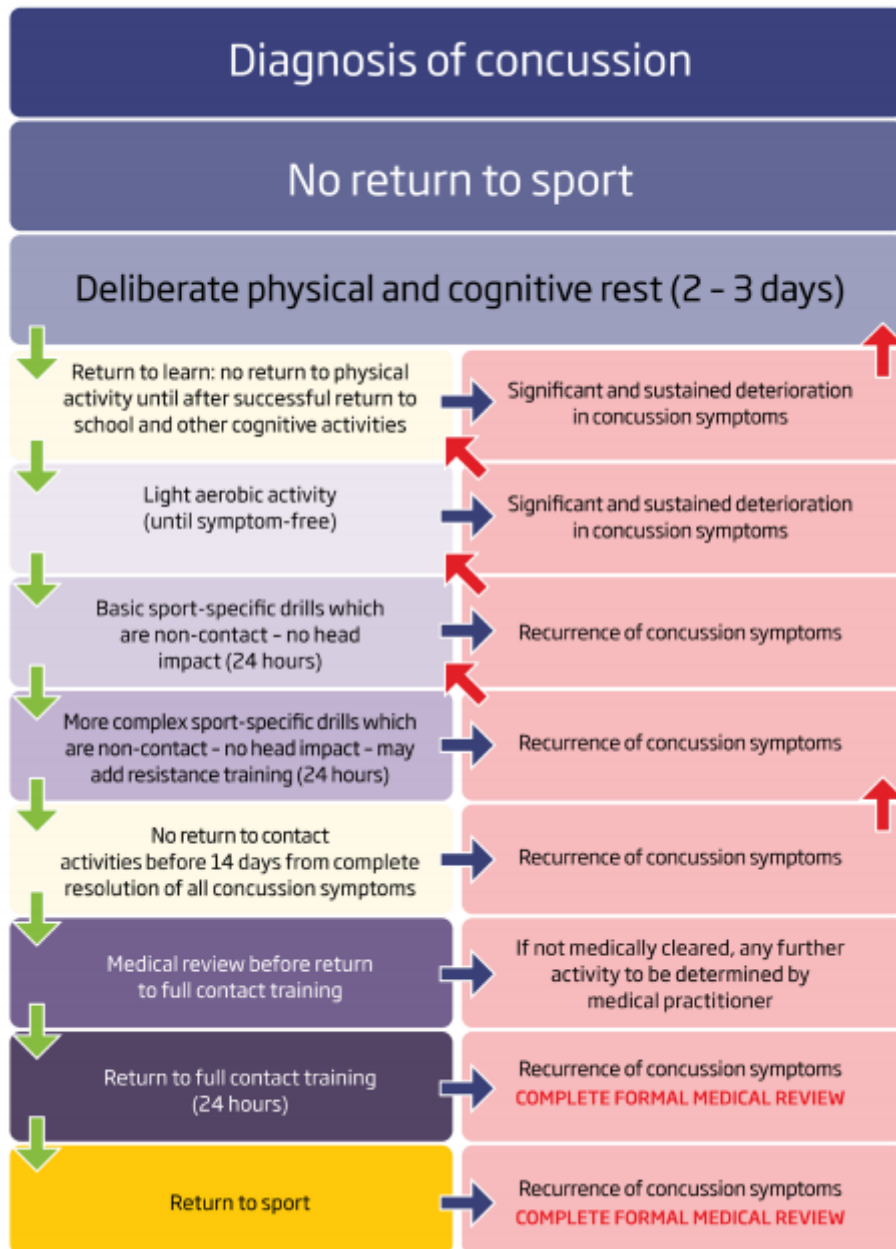 Diagnosis of concussion
No return to sport
Deliberate physical and cognitive rest (2 – 3 days)
Return to learn: no return to physical
activity until after successful return to
school and other cognitive activities
Significant and sustained deterioration
in concussion symptoms
Light aerobic activity
(until symptom-free)
Significant and sustained deterioration
in concussion symptoms
Basic sport-specific drills which
are non-contact – no head
impact (24 hours)
Recurrence of concussion symptoms
More complex sport-specific drills which
are non-contact – no head impact – may
add resistance training (24 hours)
Recurrence of concussion symptoms
No return to contact
activities before 14 days from complete
resolution of all concussion symptoms
Recurrence of concussion symptoms
Medical review before return
to full contact training
If not medically cleared, any further
activity to be determined by
medical practitioner
Return to full contact training
(24 hours)
Recurrence of concussion symptoms
COMPLETE FORMAL MEDICAL REVIEW
Return to sport
Recurrence of concussion symptoms
COMPLETE FORMAL MEDICAL REVIEW